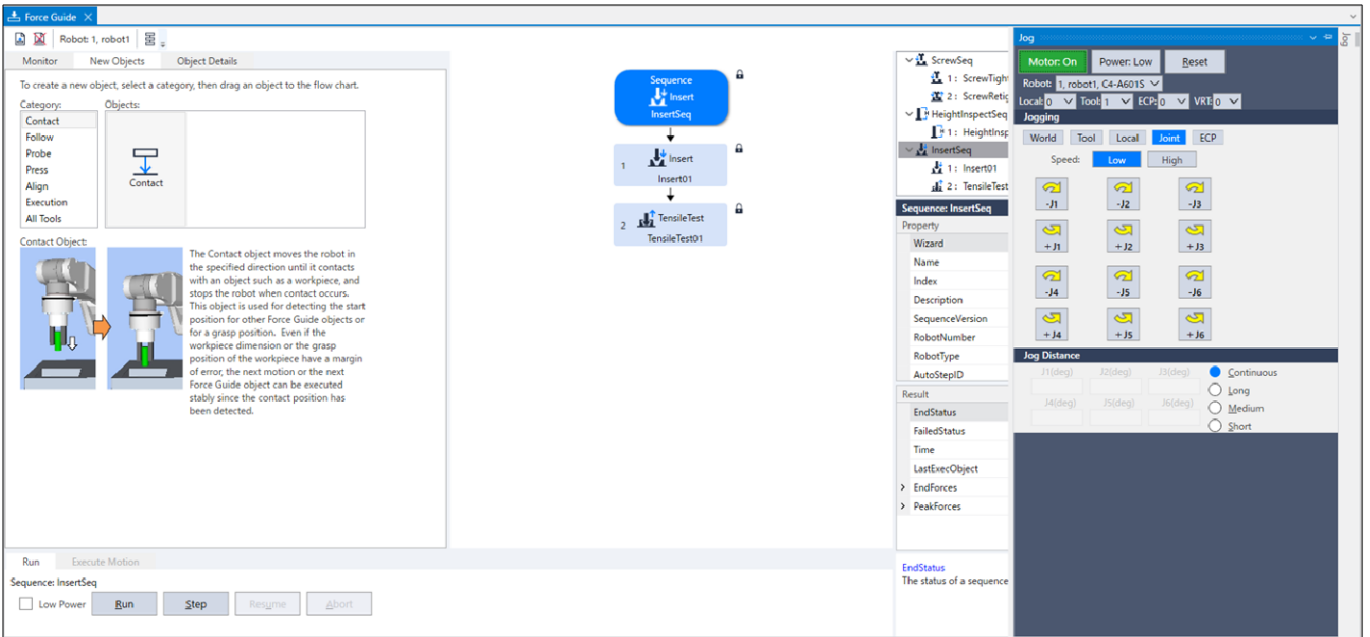 Force Guide
Robot: 1, robot1
Monitor New Objects Object Details
To create a new object, select a category, then drag an object to the flow chart.
Category: Objects:
Contact
Follow
Probe
Press
Align
Execution
All Tools
Contact
Contact Object:
The Contact object moves the robot in
the specified direction until it contacts
with an object such as a workpiece, and
stops the robot when contact occurs.
This object is used for detecting the start
position for other Force Guide objects or
for a grasp position. Even if the
workpiece dimension or the grasp
position of the workpiece have a margin
of error, the next motion or the next
Force Guide object can be executed
stably since the contact position has
been detected.
Run Execute Motion
Sequence: InsertSeq
Low Power Run Step Resume Abort
Sequence
Insert
InsertSeq
1 Insert
Insert01
2 TensileTest
TensileTest01
ScrewSeq
1: ScrewTight
2: ScrewRetig
HeightInspectSeq
1: HeightInsp
InsertSeq
1: Insert01
2: TensileTest
Sequence: InsertSeq
Property
Wizard
Name
Index
Description
SequenceVersion
RobotNumber
RobotType
AutoStepID
Result
EndStatus
FailedStatus
Time
LastExecObject
EndForces
PeakForces
EndStatus
The status of a sequence
Jog
Jog
Motor: On Power: Low Reset
Robot: 1, robot1, C4-A601S
Local: 0 Tool: 1 ECP: 0 VRT: 0
Jogging
World Tool Local Joint ECP
Speed: Low High
-J1 -J2 -J3
+J1 +J2 +J3
-J4 -J5 -J6
+J4 +J5 +J6
Jog Distance
J1(deg) J2(deg) J3(deg)
J4(deg) J5(deg) J6(deg)
Continuous
Long
Medium
Short